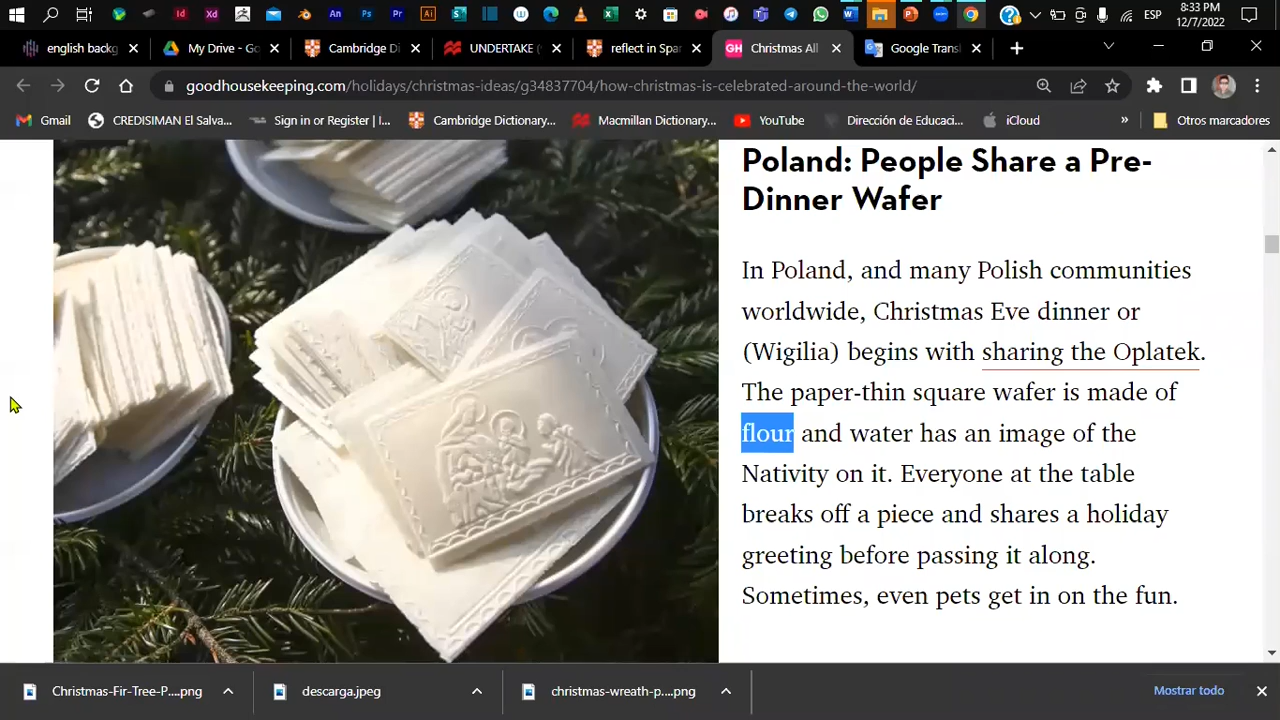 ESP
8:33 PM
12/7/2022
english backg
My Drive - Go
Cambridge Di
UNDERTAKE (
reflect in Spar
GH
Christmas All
Google Transl
goodhousekeeping.com/holidays/christmas-ideas/g34837704/how-christmas-is-celebrated-around-the-world/
Gmail
CREDISIMAN El Salva...
Sign in or Register | I...
Cambridge Dictionary...
Macmillan Dictionary...
YouTube
Dirección de Educaci...
iCloud
»
Otros marcadores
Poland: People Share a Pre-
Dinner Wafer
In Poland, and many Polish communities
worldwide, Christmas Eve dinner or
(Wigilia) begins with sharing the Oplatek.
The paper-thin square wafer is made of
flour and water has an image of the
Nativity on it. Everyone at the table
breaks off a piece and shares a holiday
greeting before passing it along.
Sometimes, even pets get in on the fun.
Christmas-Fir-Tree-P....png
descarga.jpeg
christmas-wreath-p....png
Mostrar todo